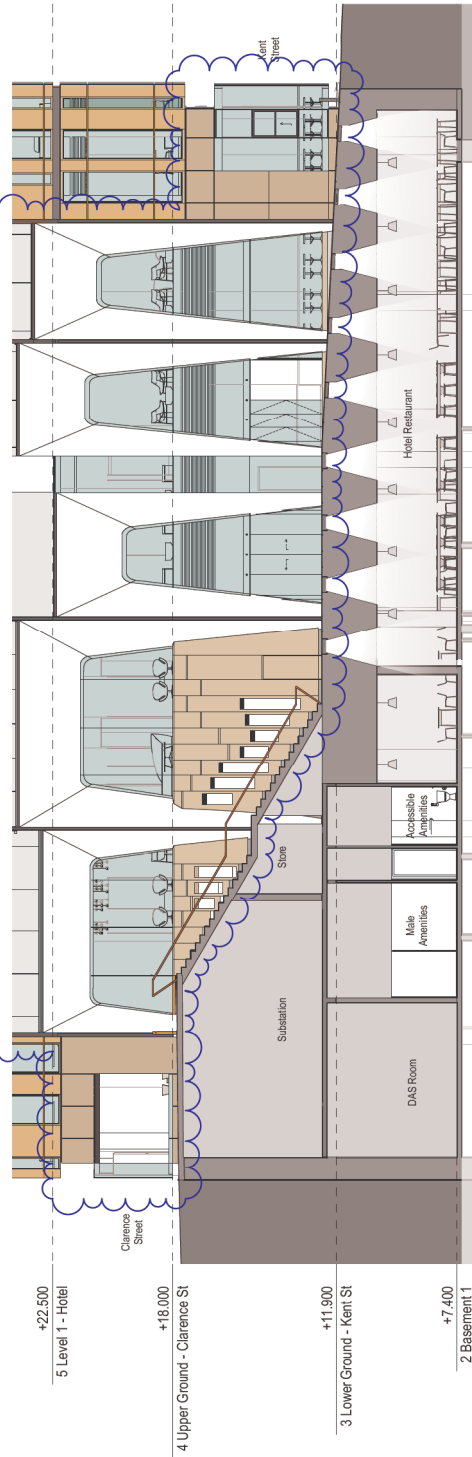 +22.500
5 Level 1 - Hotel
+18.000
4 Upper Ground - Clarence St
+11.900
3 Lower Ground - Kent St
+7.400
2 Basement 1
Clarence
Street
Kent
Street
Substation
Store
DAS Room
Male
Amenities
Accessible
Amenities
Hotel Restaurant